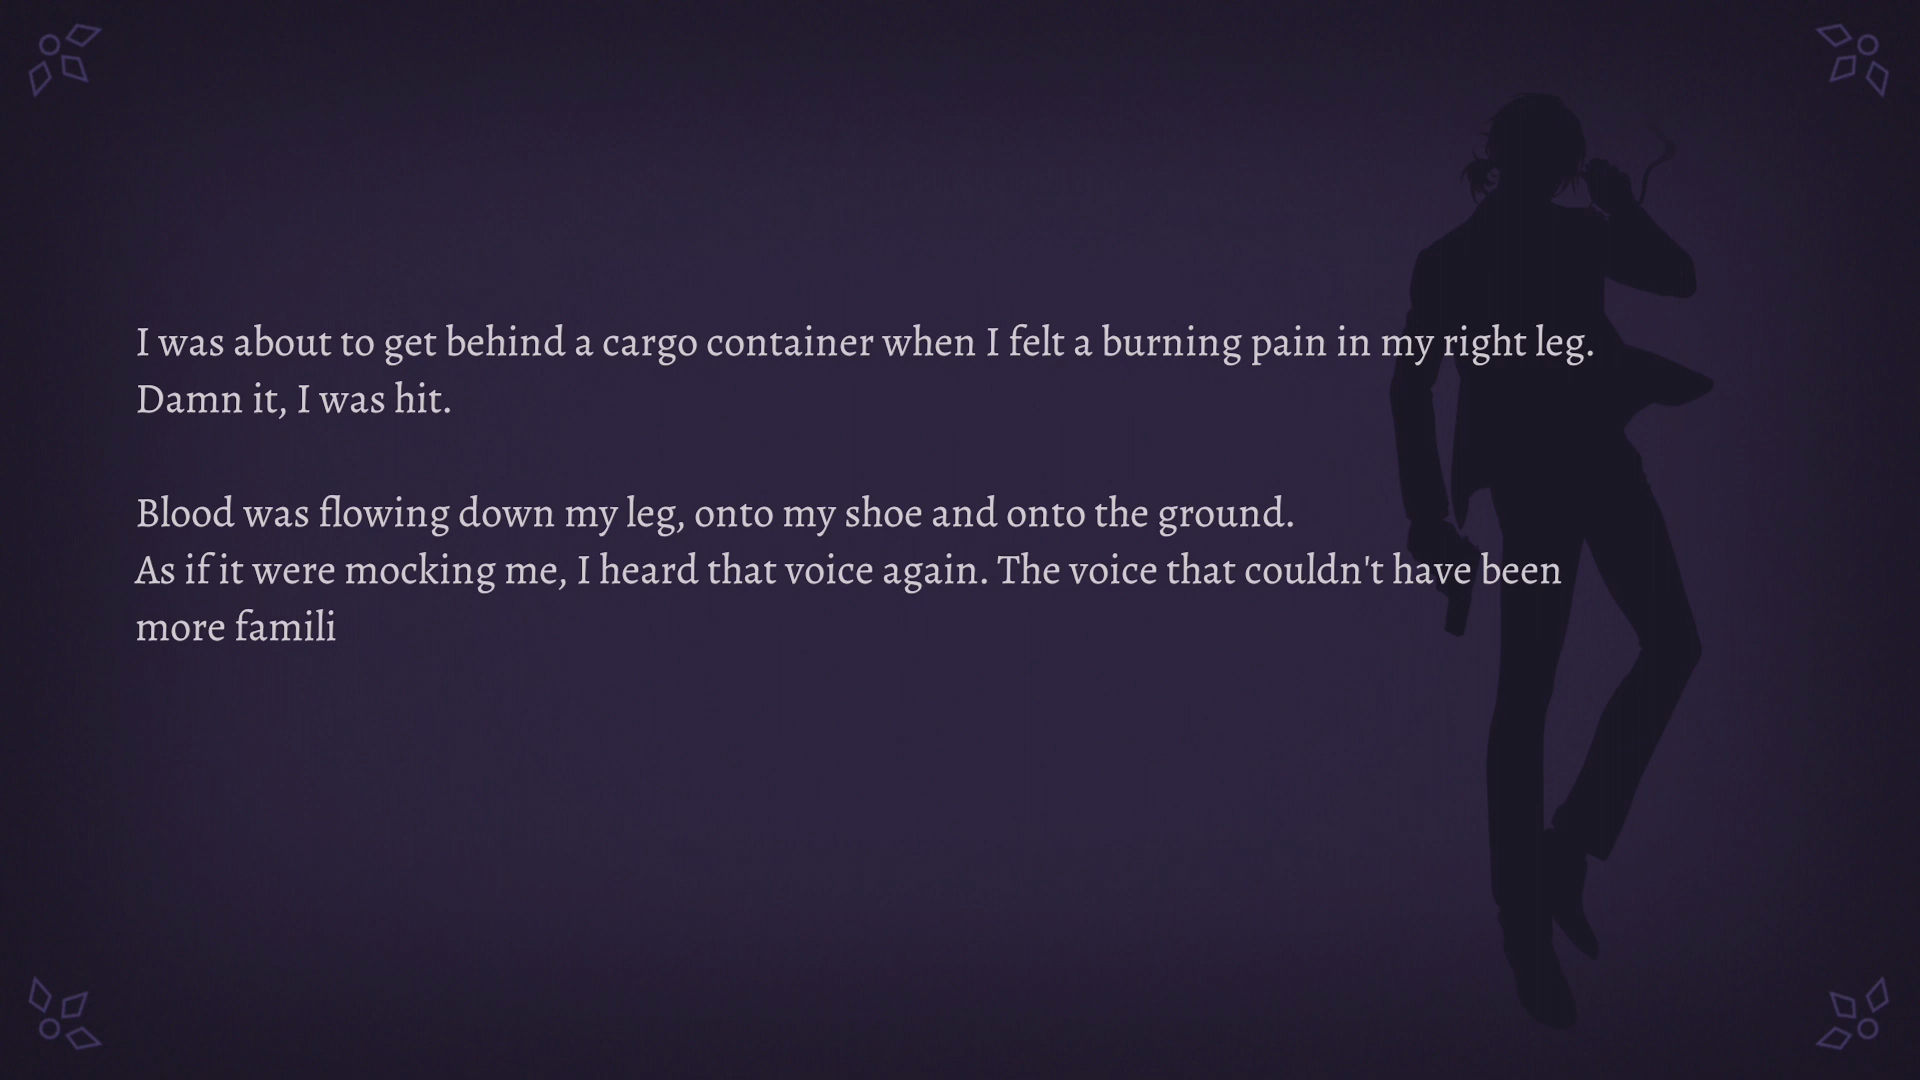 I was about to get behind a cargo container when I felt a burning pain in my right leg.
Damn it, I was hit.
Blood was flowing down my leg, onto my shoe and onto the ground.
As if it were mocking me, I heard that voice again. The voice that couldn't have been
more famili